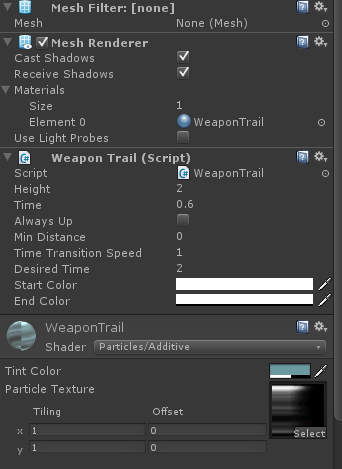 Mesh Filter: [none]
Mesh None (Mesh)
Mesh Renderer
Cast Shadows
Receive Shadows
Materials
Size 1
Element 0 WeaponTrail
Use Light Probes
Weapon Trail (Script)
Script WeaponTrail
Height 2
Time 0.6
Always Up
Min Distance 0
Time Transition Speed 1
Desired Time 2
Start Color
End Color
WeaponTrail
Shader Particles/Additive
Tint Color
Particle Texture
Tiling Offset
x 1 0
y 1 0
Select